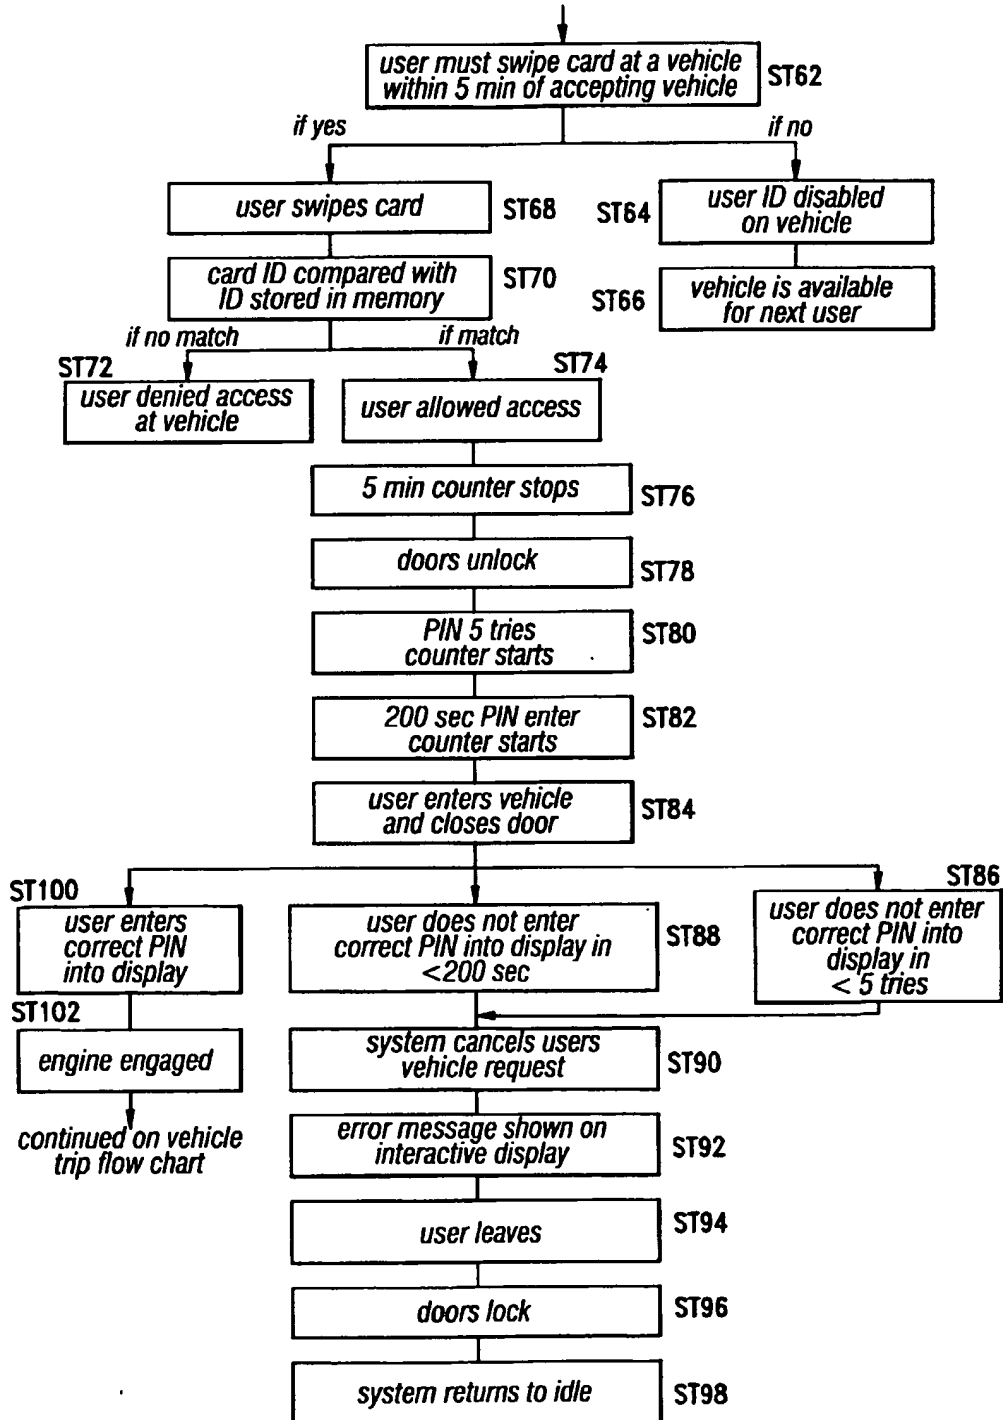 user must swipe card at a vehicle
within 5 min of accepting vehicle
ST62
if yes
if no
user swipes card
ST68
ST64
user ID disabled
on vehicle
card ID compared with
ID stored in memory
ST70
ST66
vehicle is available
for next user
if no match
if match
ST72
ST74
user denied access
at vehicle
user allowed access
5 min counter stops
ST76
doors unlock
ST78
PIN 5 tries
counter starts
ST80
200 sec PIN enter
counter starts
ST82
user enters vehicle
and closes door
ST84
ST100
ST86
user enters
correct PIN
into display
user does not enter
correct PIN into display in
<200 sec
ST88
user does not enter
correct PIN into
display in
< 5 tries
ST102
engine engaged
system cancels users
vehicle request
ST90
continued on vehicle
trip flow chart
error message shown on
interactive display
ST92
user leaves
ST94
doors lock
ST96
system returns to idle
ST98